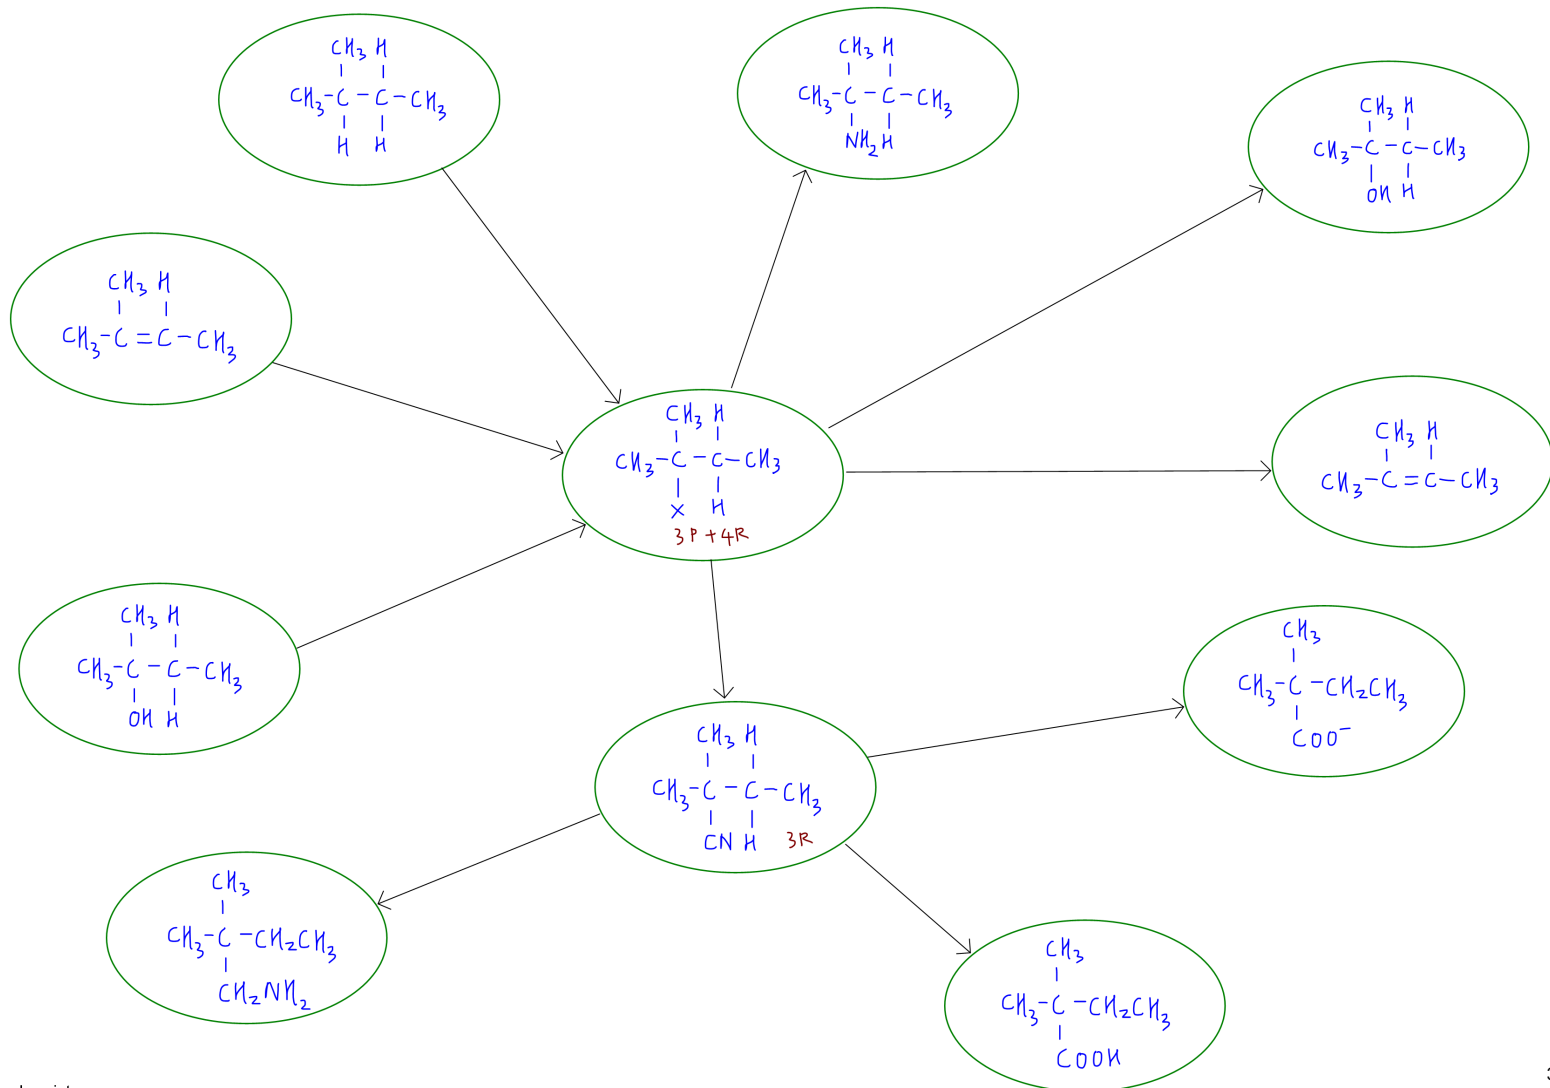 CH3 H
CH3-C-C-CH3
H H
CH3 H
CH3-C-C-CH3
NH2 H
CH3 H
CH3-C-C-CH3
OH H
CH3 H
CH3-C=C-CH3
CH3 H
CH3-C-C-CH3
X H
3P+4R
CH3 H
CH3-C=C-CH3
CH3 H
CH3-C-C-CH3
OH H
CH3 H
CH3-C-C-CH3
CN H 3R
CH3
CH3-C-CH2CH3
COO-
CH3
CH3-C-CH2CH3
CH2NH2
CH3
CH3-C-CH2CH3
COOH